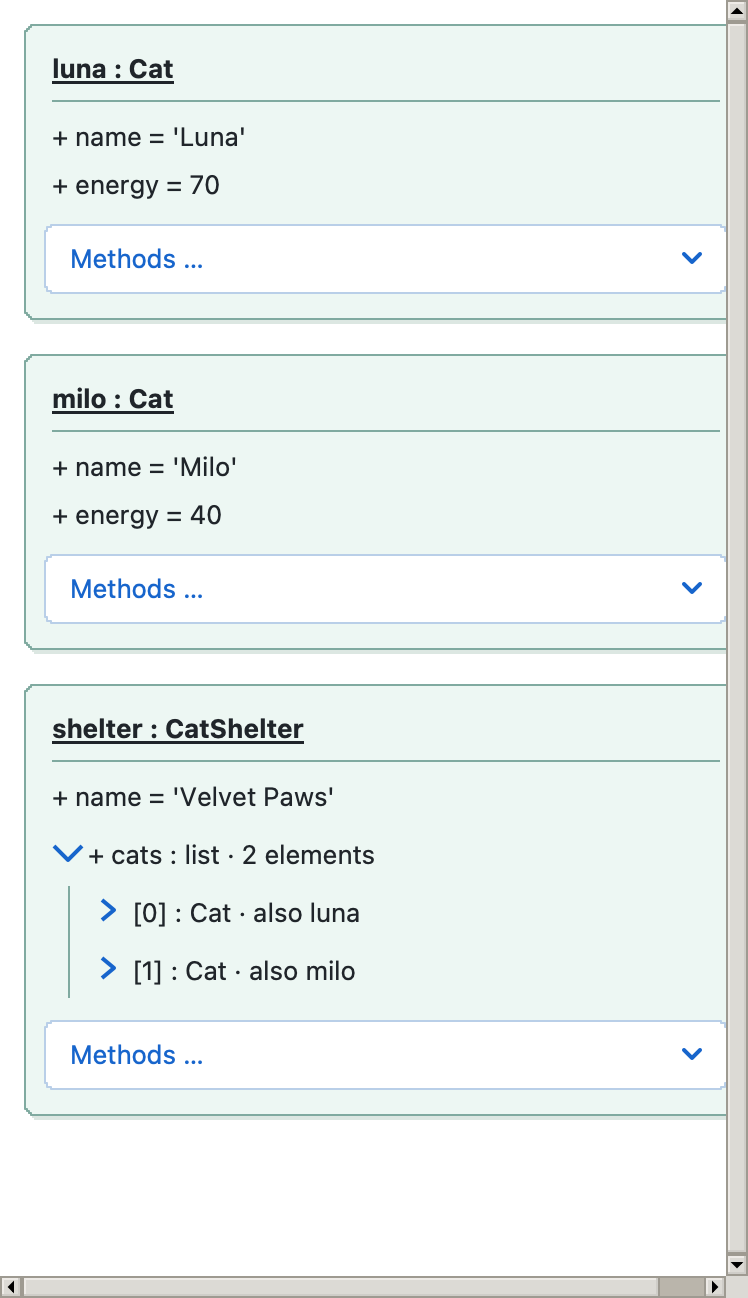 luna : Cat
+ name = 'Luna'
+ energy = 70
Methods ...
milo : Cat
+ name = 'Milo'
+ energy = 40
Methods ...
shelter : CatShelter
+ name = 'Velvet Paws'
+ cats : list · 2 elements
[0] : Cat · also luna
[1] : Cat · also milo
Methods ...